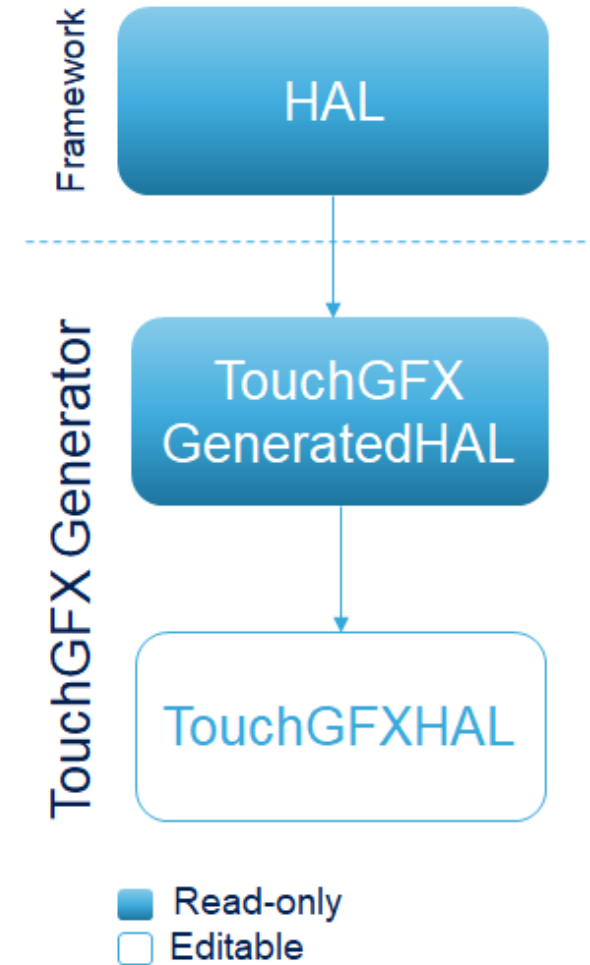 Framework
HAL
TouchGFX Generator
TouchGFX
GeneratedHAL
TouchGFXHAL
Read-only
Editable